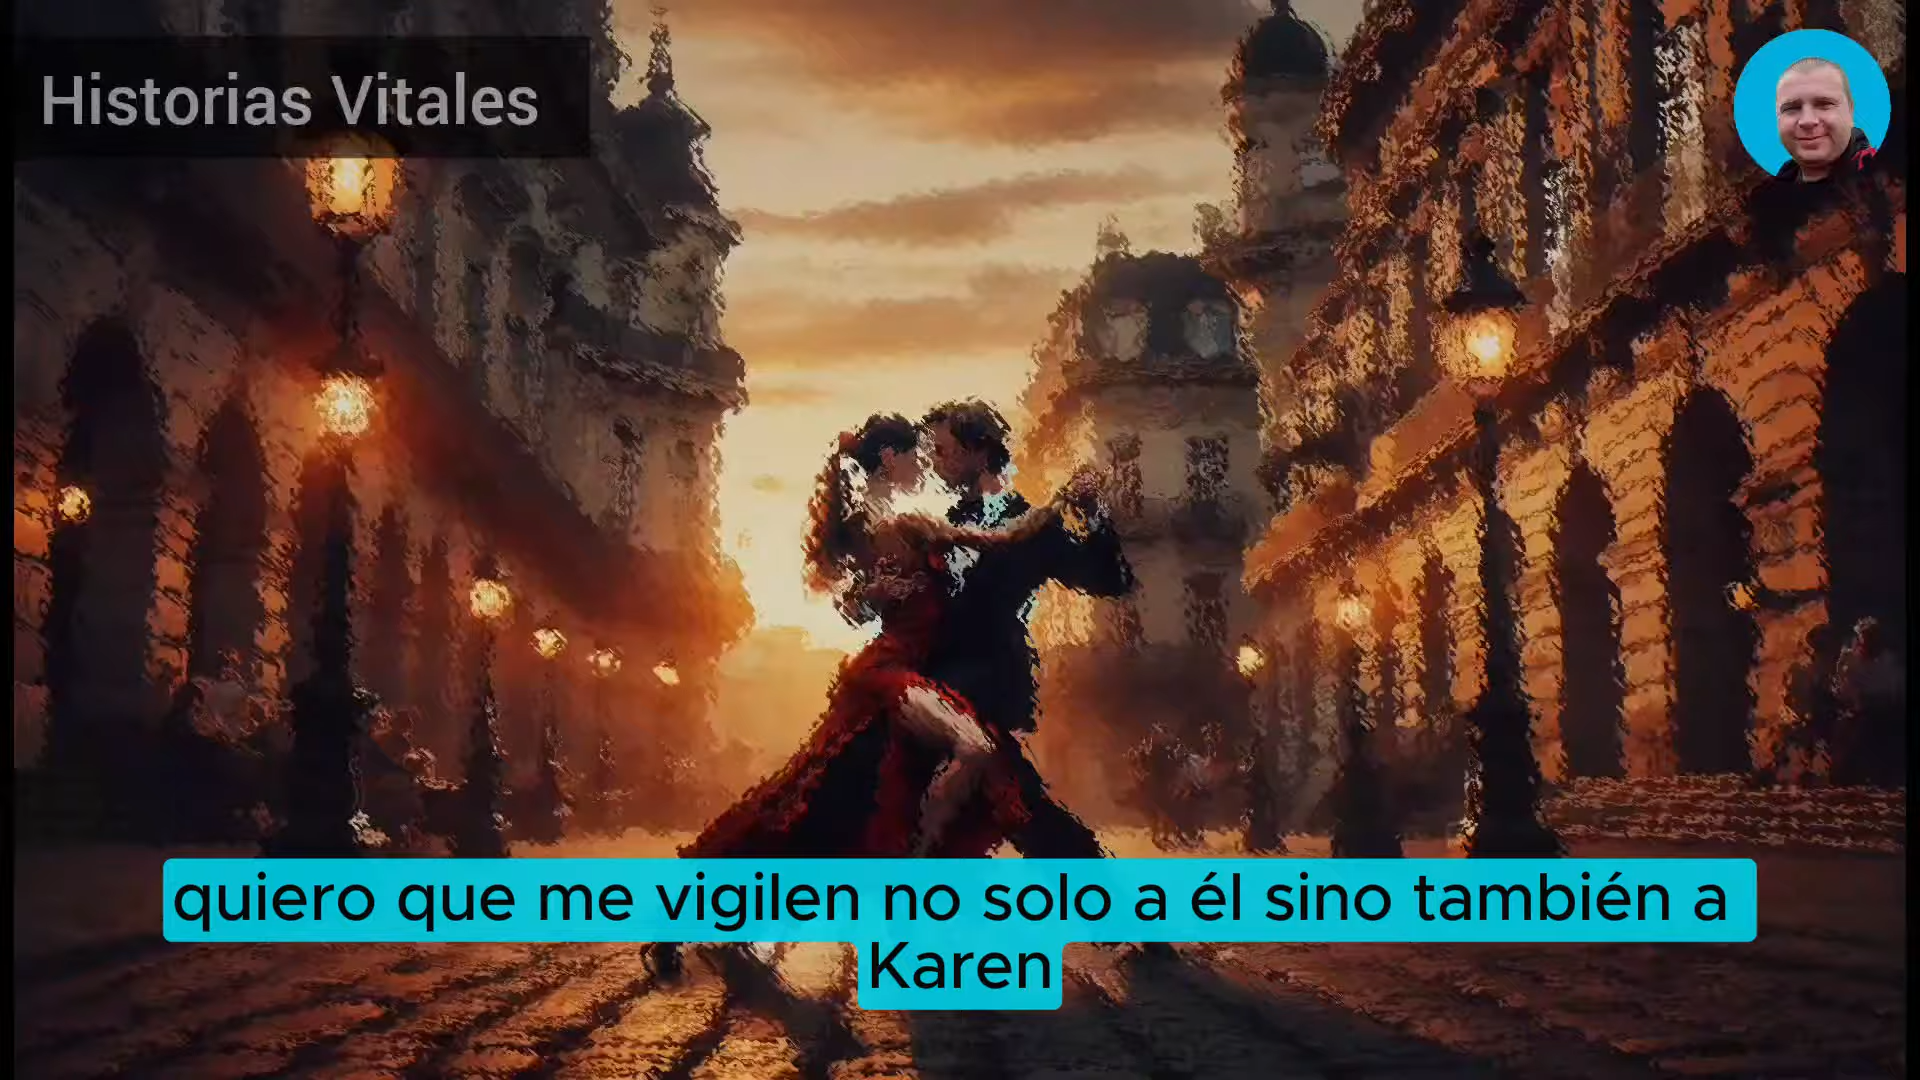 Historias Vitales
quiero que me vigilen no solo a él sino también a
Karen